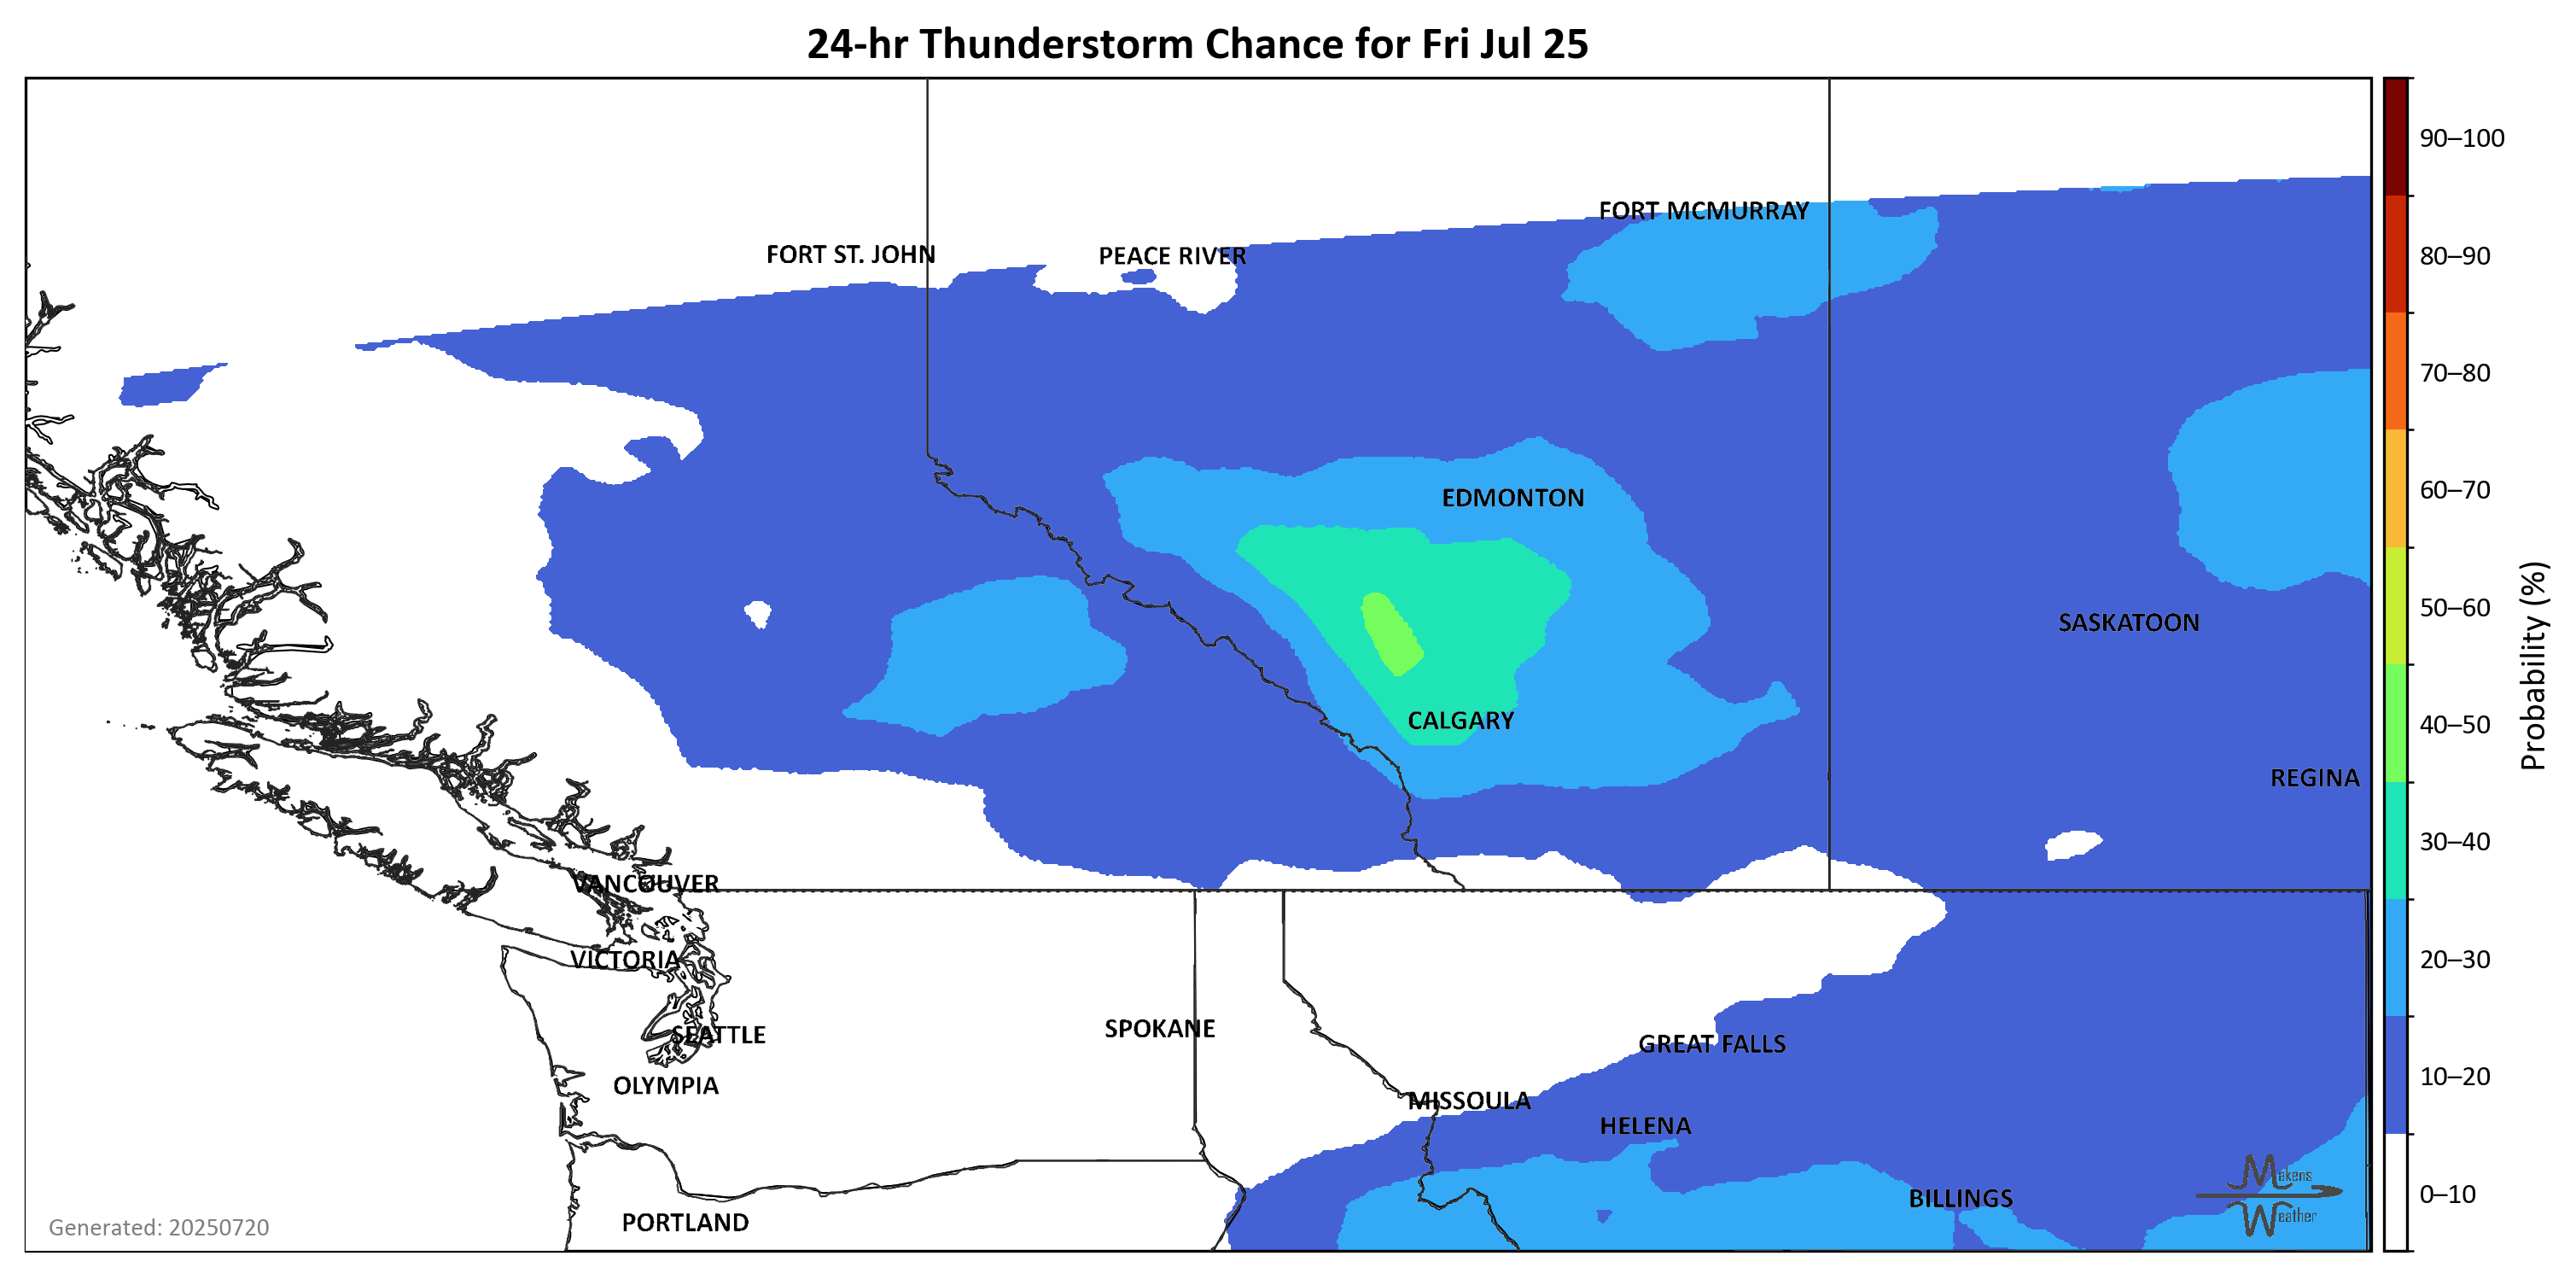 24-hr Thunderstorm Chance for Fri Jul 25
90–100
FORT MCMURRAY
FORT ST. JOHN
PEACE RIVER
80–90
70–80
EDMONTON
60–70
SASKATOON
50–60
CALGARY
40–50
Probability (%)
REGINA
30–40
VANCOUVER
VICTORIA
20–30
SPOKANE
SEATTLE
GREAT FALLS
OLYMPIA
10–20
MISSOULA
HELENA
Makens
Weather
BILLINGS
0–10
PORTLAND
Generated: 20250720